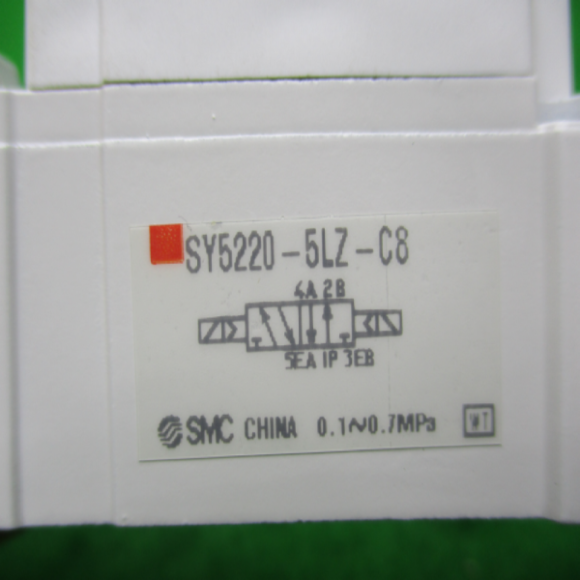 SY5220-5LZ-C8
4A 2B
5EA 1P 3EB
SMC CHINA 0.1~0.7MPa